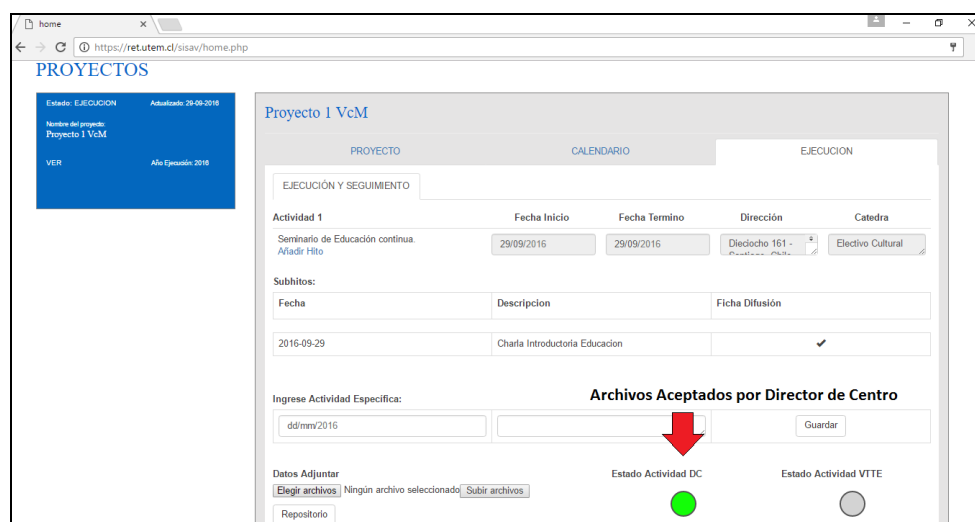 home
https://ret.utem.cl/sisav/home.php
PROYECTOS
Estado: EJECUCION Actualizado: 29-09-2016
Nombre del proyecto:
Proyecto 1 VcM
VER Año Ejecución: 2016
Proyecto 1 VcM
PROYECTO CALENDARIO EJECUCION
EJECUCIÓN Y SEGUIMIENTO
Actividad 1 Fecha Inicio Fecha Termino Dirección Catedra
Seminario de Educación continua. 29/09/2016 29/09/2016 Dieciocho 161 - Electivo Cultural
Añadir Hito Santiago, Chile
Subhitos:
Fecha Descripcion Ficha Difusión
2016-09-29 Charla Introductoria Educacion
Archivos Aceptados por Director de Centro
Ingrese Actividad Específica:
dd/mm/2016 Guardar
Datos Adjuntar Estado Actividad DC Estado Actividad VTTE
Elegir archivos Ningún archivo seleccionado Subir archivos
Repositorio